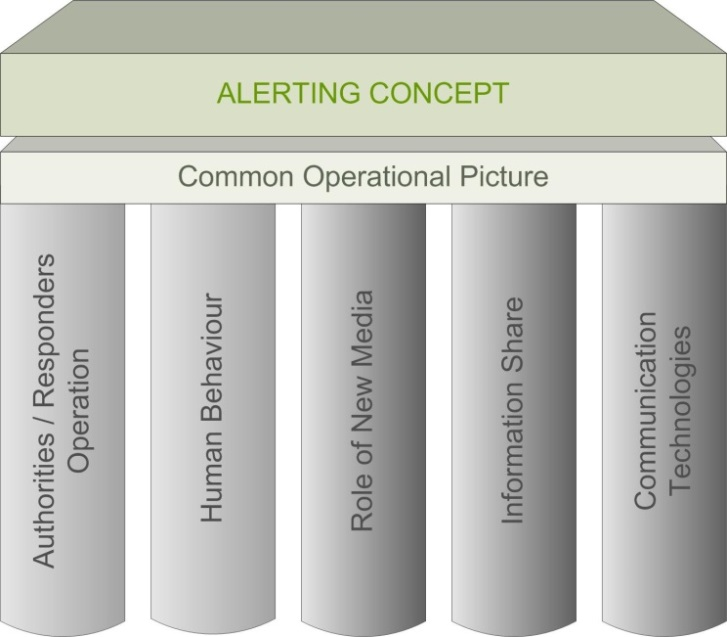 ALERTING CONCEPT
Common Operational Picture
Authorities / Responders
Operation
Human Behaviour
Role of New Media
Information Share
Communication
Technologies